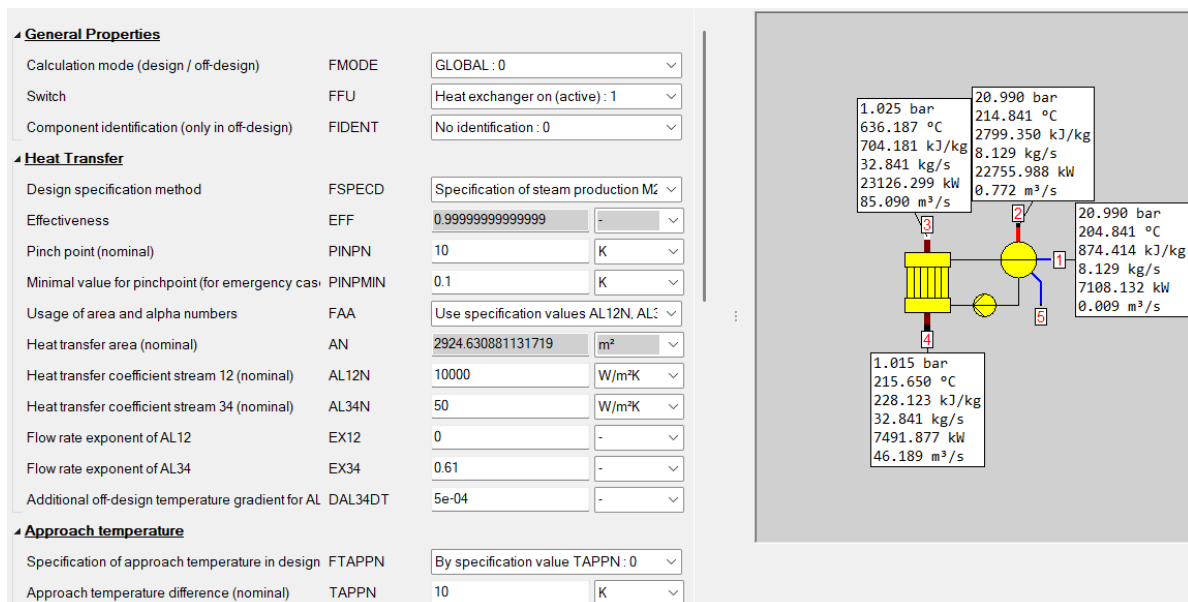 General Properties
Calculation mode (design / off-design) FMODE GLOBAL : 0
Switch FFU Heat exchanger on (active) : 1
Component identification (only in off-design) FIDENT No identification : 0
Heat Transfer
Design specification method FSPECD Specification of steam production M2
Effectiveness EFF 0.99999999999999 -
Pinch point (nominal) PINPN 10 K
Minimal value for pinchpoint (for emergency cas PINPMIN 0.1 K
Usage of area and alpha numbers FAA Use specification values AL12N, AL3
Heat transfer area (nominal) AN 2924.630881131719 m²
Heat transfer coefficient stream 12 (nominal) AL12N 10000 W/m²K
Heat transfer coefficient stream 34 (nominal) AL34N 50 W/m²K
Flow rate exponent of AL12 EX12 0 -
Flow rate exponent of AL34 EX34 0.61 -
Additional off-design temperature gradient for AL DAL34DT 5e-04 -
Approach temperature
Specification of approach temperature in design FTAPPN By specification value TAPPN : 0
Approach temperature difference (nominal) TAPPN 10 K
1.025 bar
636.187 °C
704.181 kJ/kg
32.841 kg/s
23126.299 kW
85.090 m³/s
20.990 bar
214.841 °C
2799.350 kJ/kg
8.129 kg/s
22755.988 kW
0.772 m³/s
3
2
20.990 bar
204.841 °C
874.414 kJ/kg
8.129 kg/s
7108.132 kW
0.009 m³/s
1
5
4
1.015 bar
215.650 °C
228.123 kJ/kg
32.841 kg/s
7491.877 kW
46.189 m³/s